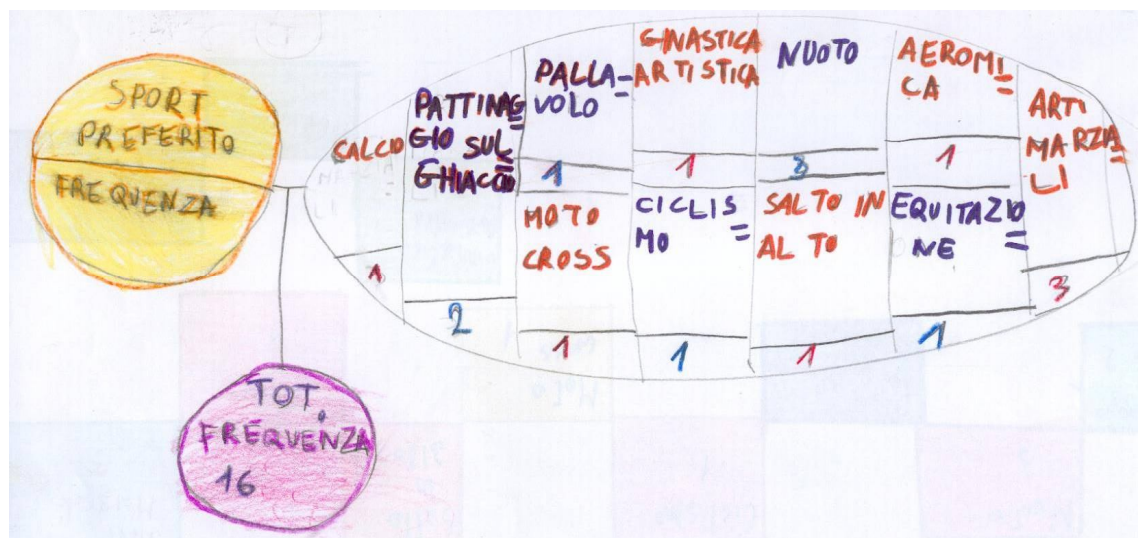 SPORT
PREFERITO
FREQUENZA
TOT.
FREQUENZA
16
CALCIO
1
PATTINAG=
GIO SUL
GHIACCIO
2
PALLA=
VOLO
1
MOTO
CROSS
1
GINASTICA
ARTISTICA
1
CICLIS=
MO
1
NUOTO
3
SALTO IN
ALTO
1
AEROMI=
CA
1
EQUITAZIO=
NE
1
ARTI
MARZIA=
LI
3